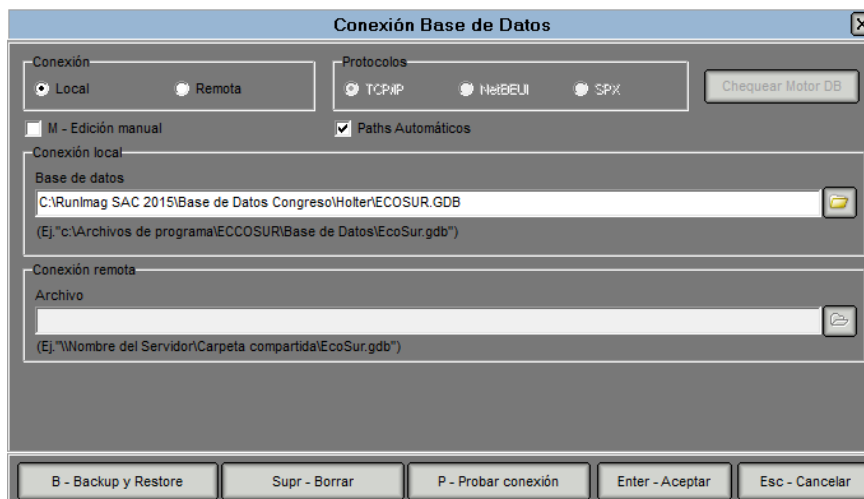 Conexión Base de Datos
Conexión
Local
Remota
Protocolos
TCP/IP
NetBEUI
SPX
Chequear Motor DB
M - Edición manual
Paths Automáticos
Conexión local
Base de datos
C:\RunImag SAC 2015\Base de Datos Congreso\Holter\ECOSUR.GDB
(Ej."c:\Archivos de programa\ECCOSUR\Base de Datos\EcoSur.gdb")
Conexión remota
Archivo
(Ej."\\Nombre del Servidor\Carpeta compartida\EcoSur.gdb")
B - Backup y Restore
Supr - Borrar
P - Probar conexión
Enter - Aceptar
Esc - Cancelar